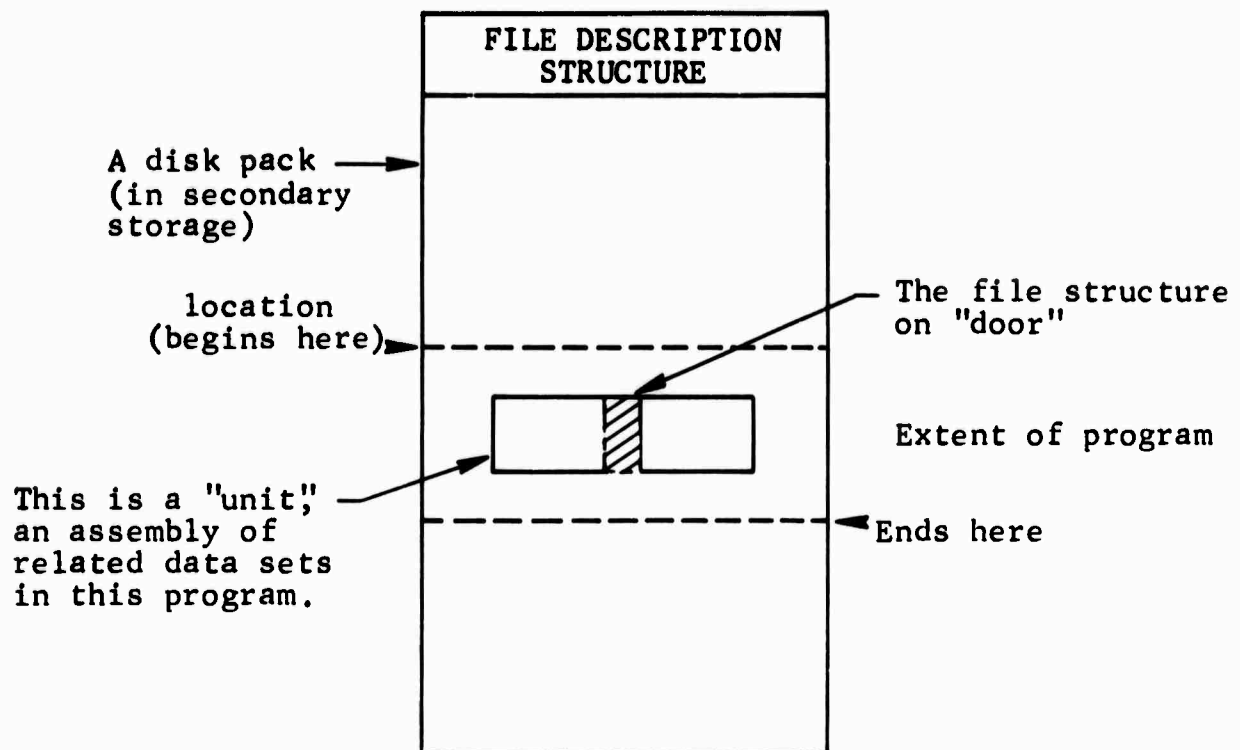 FILE DESCRIPTION
STRUCTURE
A disk pack
(in secondary
storage)
location
(begins here)
The file structure
on "door"
Extent of program
This is a "unit",
an assembly of
related data sets
in this program.
Ends here